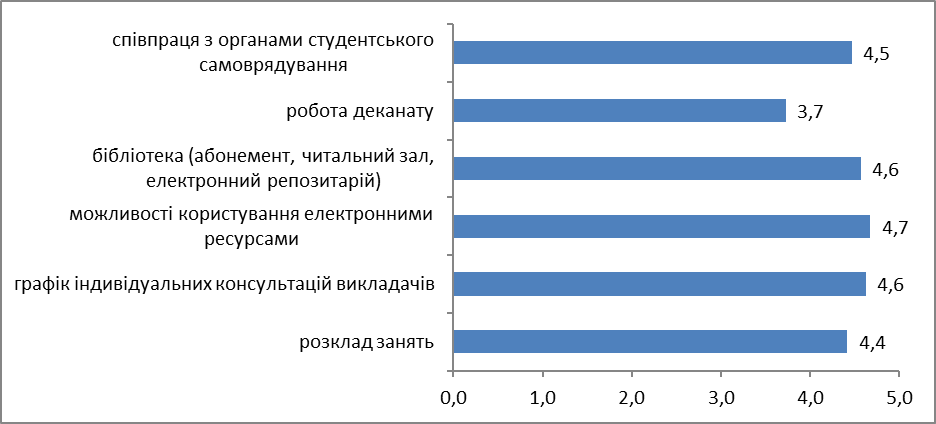 співпраця з органами студентського
самоврядування
4,5
робота деканату
3,7
бібліотека (абонемент, читальний зал,
електронний репозитарій)
4,6
можливості користування електронними
ресурсами
4,7
графік індивідуальних консультацій викладачів
4,6
розклад занять
4,4
0,0 1,0 2,0 3,0 4,0 5,0